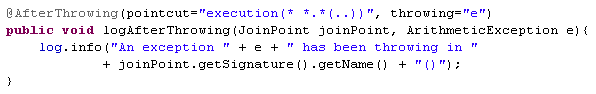 @AfterThrowing(pointcut="execution(* *.*(..))", throwing="e")
public void logAfterThrowing(JoinPoint joinPoint, ArithmeticException e){
    log.info("An exception " + e + " has been throwing in "
            + joinPoint.getSignature().getName() + "()");
}